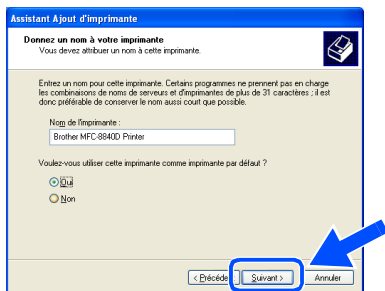 Assistant Ajout d'imprimante
Donnez un nom à votre imprimante
Vous devez attribuer un nom à cette imprimante.
Entrez un nom pour cette imprimante. Certains programmes ne prennent pas en charge
les combinaisons de noms de serveurs et d'imprimantes de plus de 31 caractères ; il est
donc préférable de conserver le nom aussi court que possible.
Nom de l'imprimante :
Brother MFC-8840D Printer
Voulez-vous utiliser cette imprimante comme imprimante par défaut ?
Oui
Non
< Précéde Suivant > Annuler